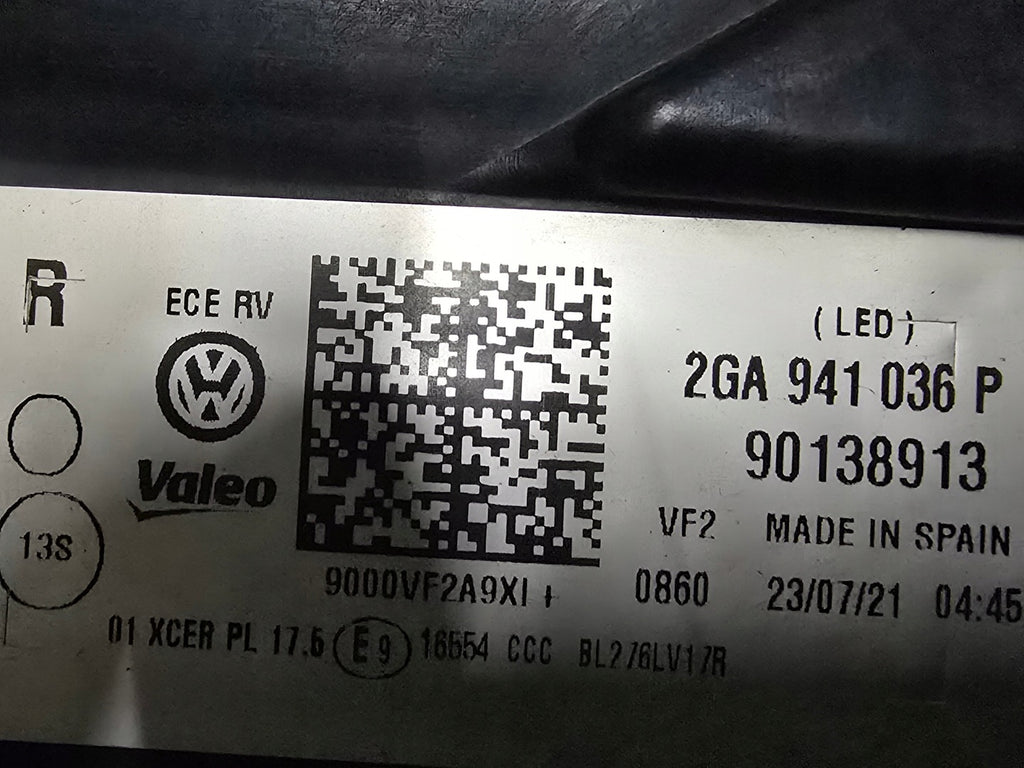 R
ECE RV
(LED)
2GA 941 036 P
90138913
Valeo
VF2 MADE IN SPAIN
13S
9000VF2A9XI +
0860 23/07/21 04:45
01 XCER PL 17.5 E9 16554 CCC BL276LV17R